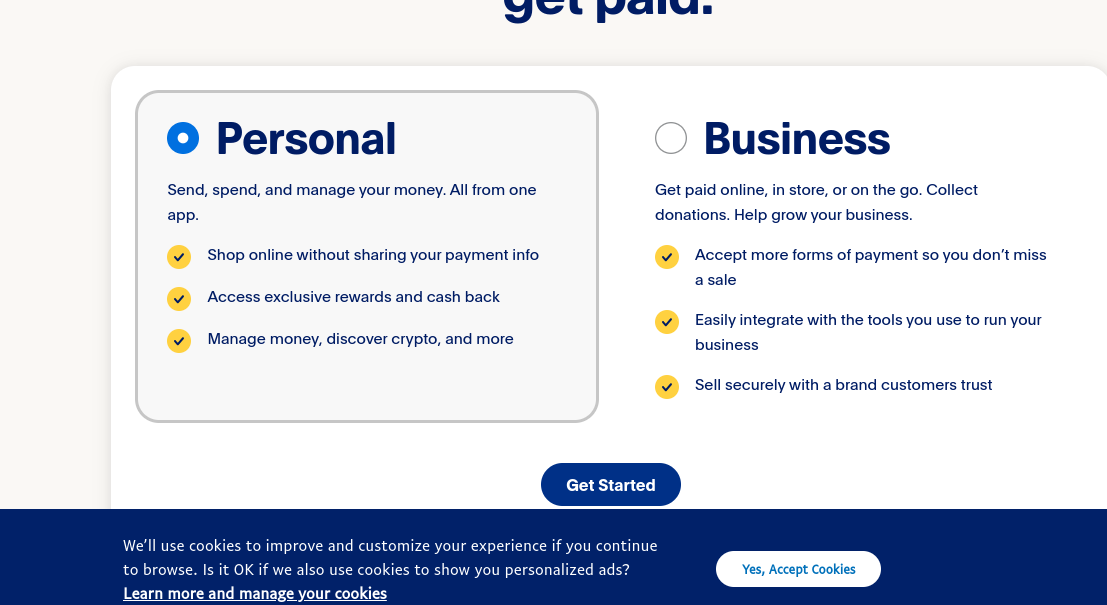 get paid.
Personal
Send, spend, and manage your money. All from one
app.
Shop online without sharing your payment info
Access exclusive rewards and cash back
Manage money, discover crypto, and more
Business
Get paid online, in store, or on the go. Collect
donations. Help grow your business.
Accept more forms of payment so you don’t miss
a sale
Easily integrate with the tools you use to run your
business
Sell securely with a brand customers trust
Get Started
We’ll use cookies to improve and customize your experience if you continue
to browse. Is it OK if we also use cookies to show you personalized ads?
Learn more and manage your cookies
Yes, Accept Cookies